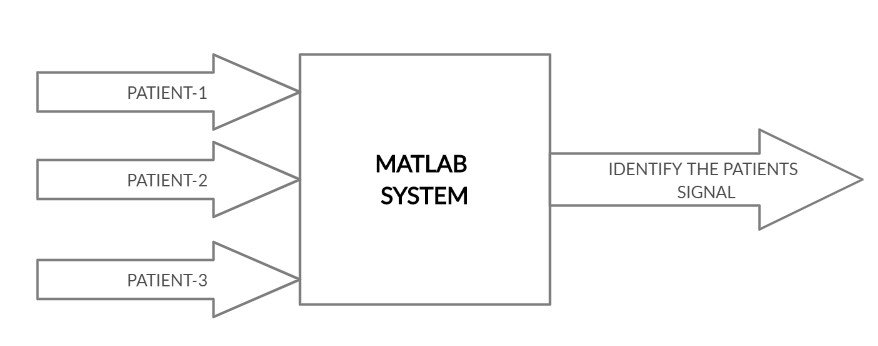 PATIENT-1
PATIENT-2
PATIENT-3
MATLAB
SYSTEM
IDENTIFY THE PATIENTS
SIGNAL